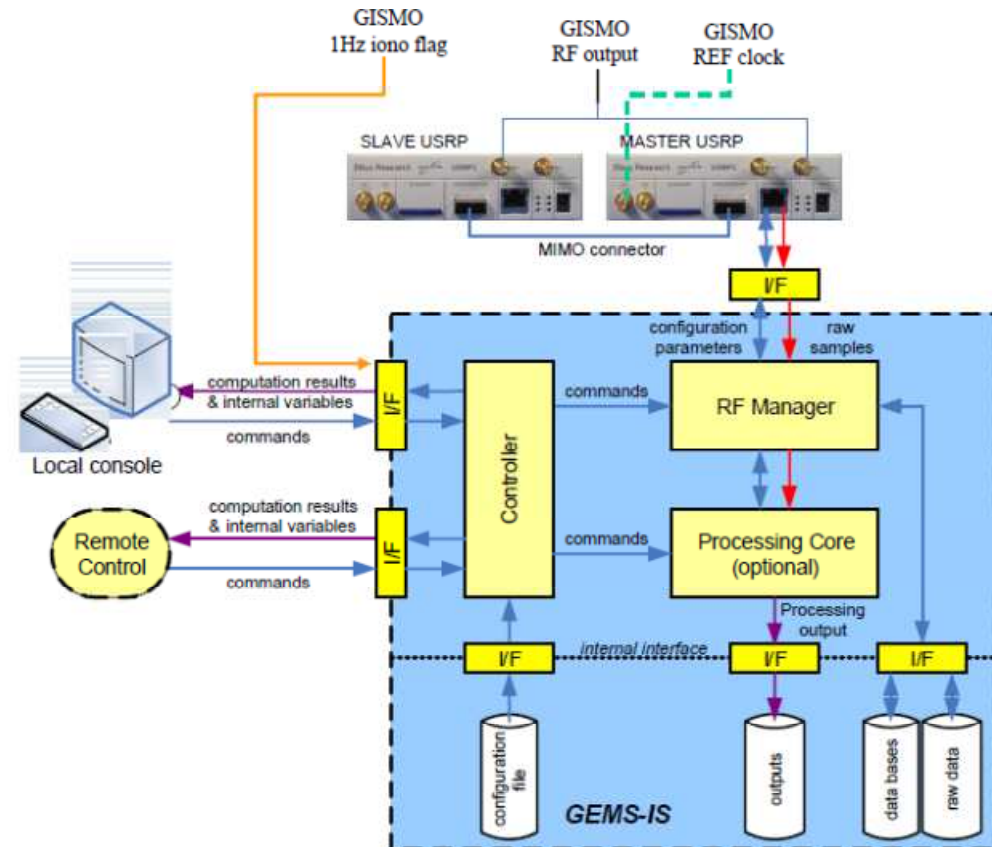 GISMO
1Hz iono flag
GISMO
RF output
GISMO
REF clock
SLAVE USRP
MASTER USRP
MIMO connector
I/F
configuration
parameters
raw
samples
computation results
& internal variables
I/F
commands
Local console
Controller
commands
RF Manager
computation results
& internal variables
I/F
Remote
Control
commands
commands
Processing Core
(optional)
Processing
output
I/F
internal interface
I/F
I/F
configuration
file
outputs
data bases
raw data
GEMS-IS